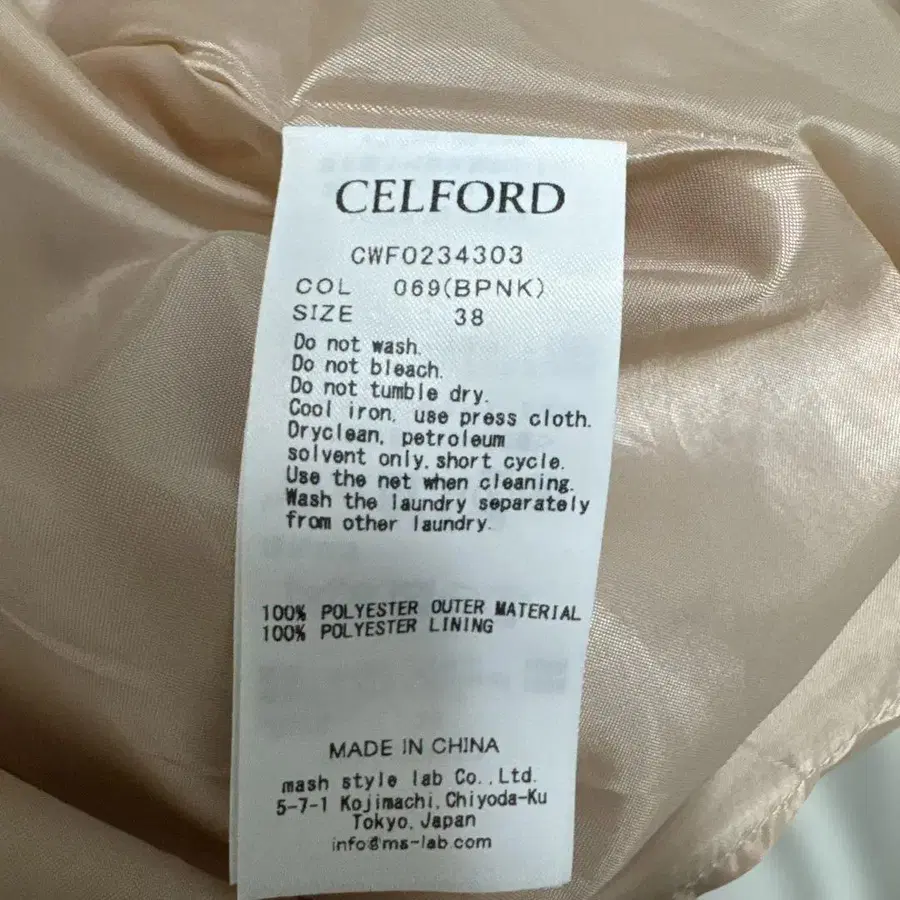 CELFORD
CWF0234303
COL 069(BPNK)
SIZE 38
Do not wash.
Do not bleach.
Do not tumble dry.
Cool iron, use press cloth.
Dryclean, petroleum
solvent only, short cycle.
Use the net when cleaning.
Wash the laundry separately
from other laundry.
100% POLYESTER OUTER MATERIAL
100% POLYESTER LINING
MADE IN CHINA
mash style lab Co.,Ltd.
5-7-1 Kojimachi,Chiyoda-Ku
Tokyo, Japan
info@ms-lab.com